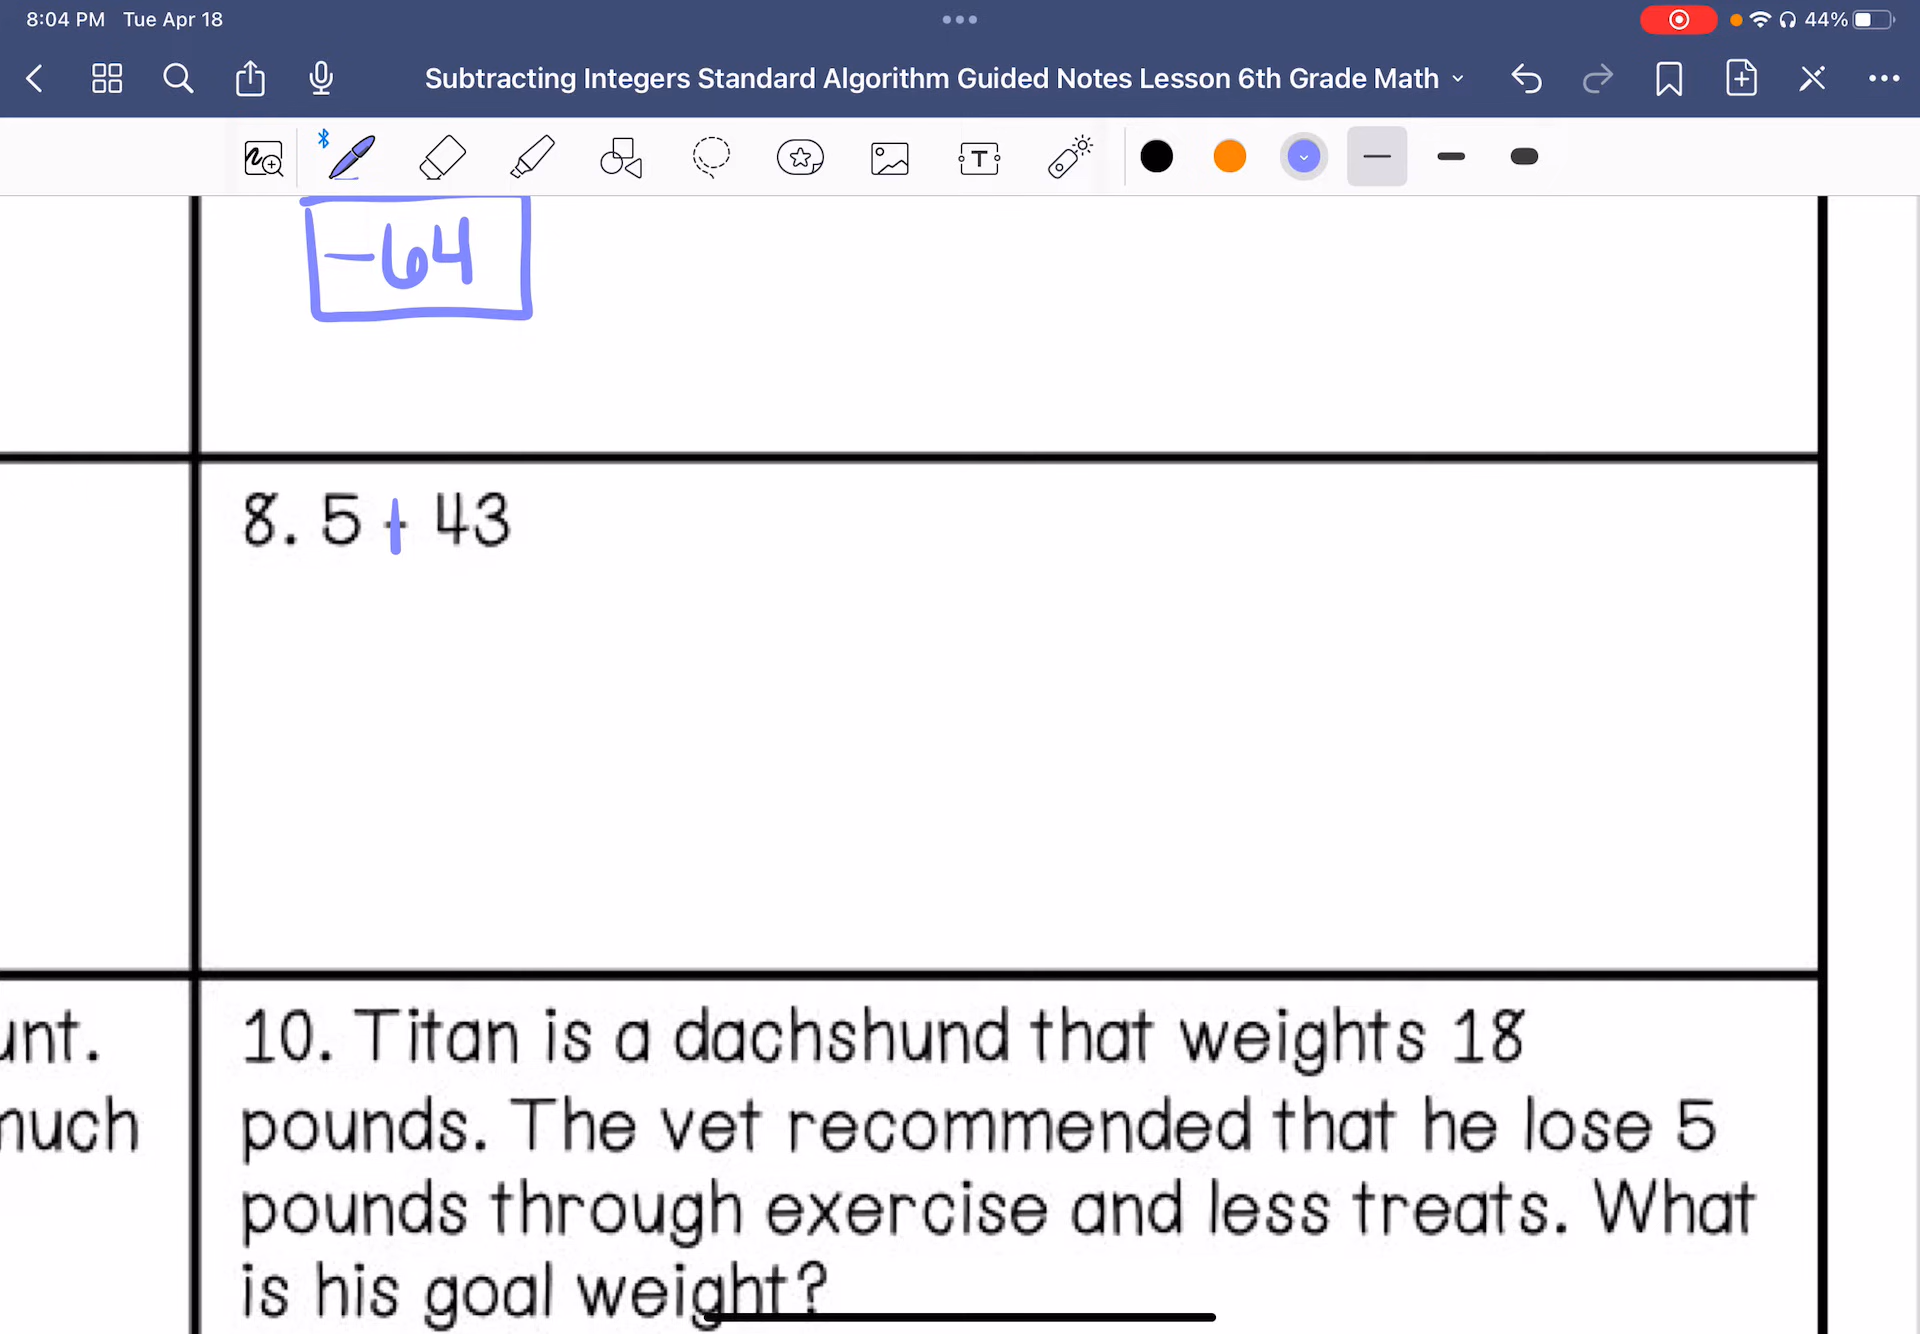 8:04 PM Tue Apr 18
44%
Subtracting Integers Standard Algorithm Guided Notes Lesson 6th Grade Math
T
-64
8. 5 + 43
unt.
much
10. Titan is a dachshund that weights 18
pounds. The vet recommended that he lose 5
pounds through exercise and less treats. What
is his goal weight?